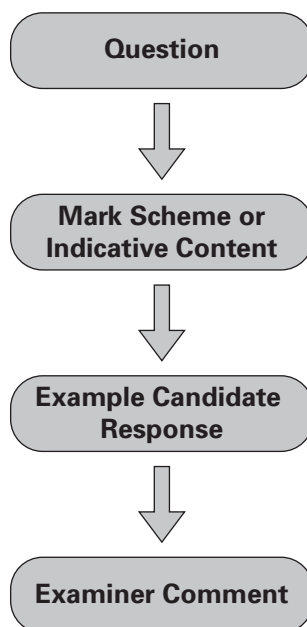 Question
Mark Scheme or
Indicative Content
Example Candidate
Response
Examiner Comment